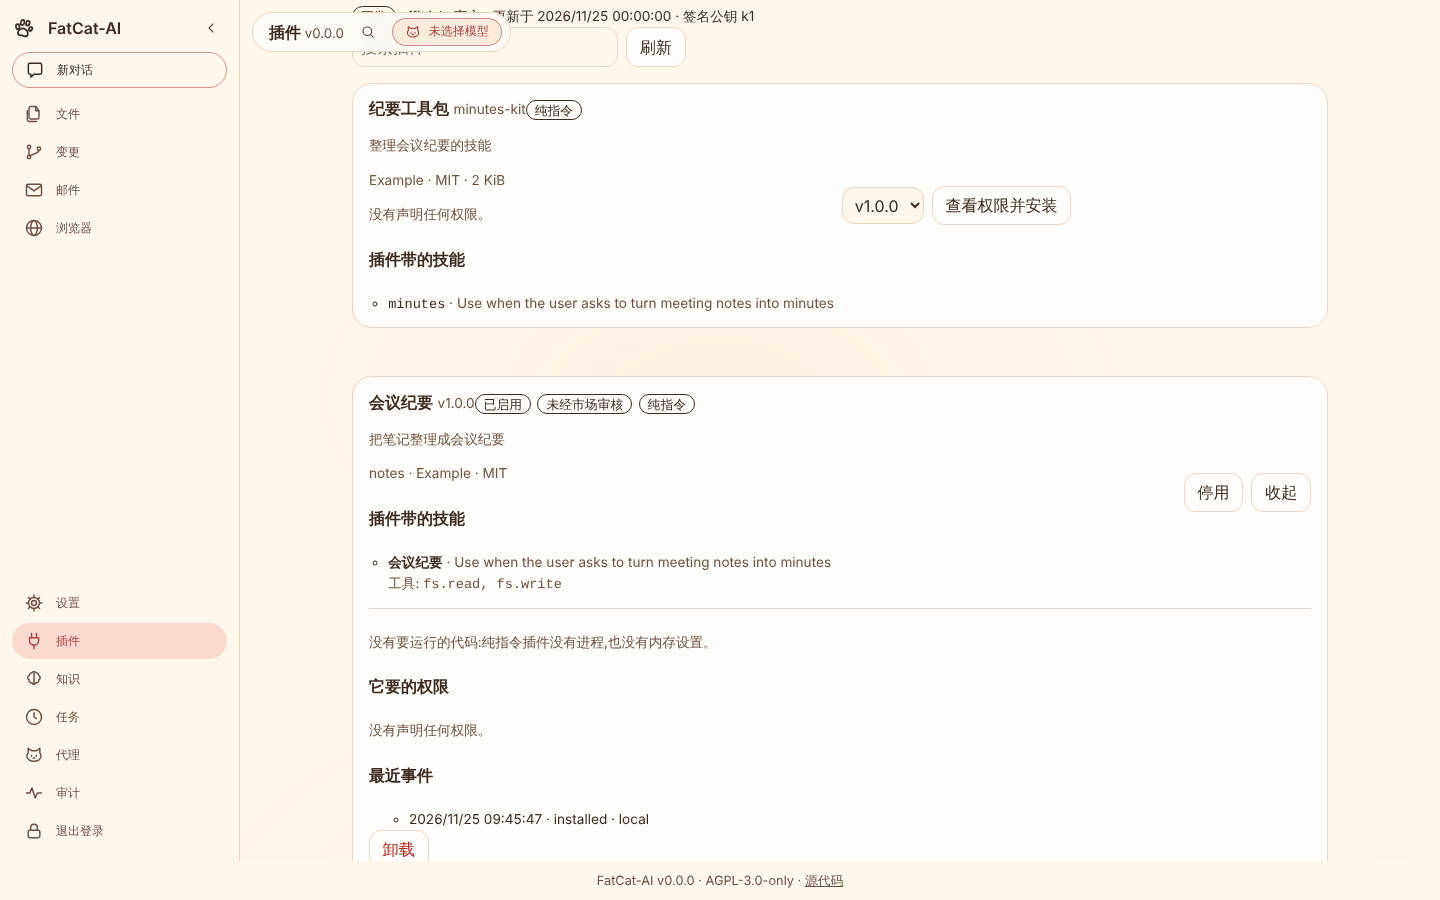 FatCat-AI
新对话
文件
变更
邮件
浏览器
设置
插件
知识
任务
代理
审计
退出登录
插件 v0.0.0
未选择模型
更新于 2026/11/25 00:00:00 · 签名公钥 k1
刷新
纪要工具包 minutes-kit 纯指令
整理会议纪要的技能
Example · MIT · 2 KiB
没有声明任何权限。
v1.0.0 查看权限并安装
插件带的技能
minutes · Use when the user asks to turn meeting notes into minutes
会议纪要 v1.0.0 已启用 未经市场审核 纯指令
把笔记整理成会议纪要
notes · Example · MIT
停用 收起
插件带的技能
会议纪要 · Use when the user asks to turn meeting notes into minutes
工具: fs.read, fs.write
没有要运行的代码:纯指令插件没有进程,也没有内存设置。
它要的权限
没有声明任何权限。
最近事件
2026/11/25 09:45:47 · installed · local
卸载
FatCat-AI v0.0.0 · AGPL-3.0-only · 源代码